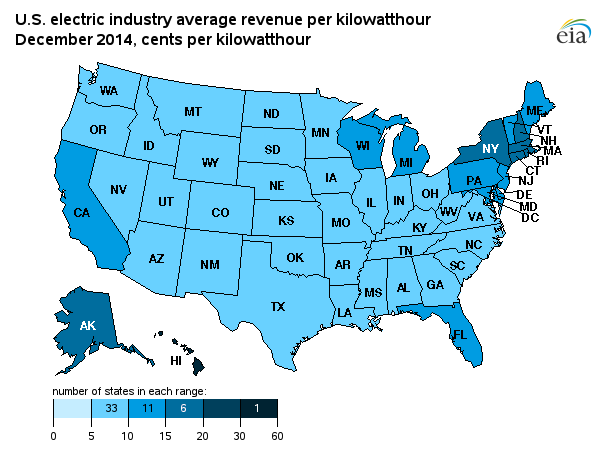 U.S. electric industry average revenue per kilowatthour
December 2014, cents per kilowatthour
eia
WA
MT
ND
MN
ME
OR
ID
SD
WI
MI
NY
VT
NH
MA
RI
CT
WY
IA
PA
NJ
NV
NE
IL
IN
OH
DE
MD
DC
CA
UT
CO
KS
MO
WV
VA
KY
NC
TN
AZ
NM
OK
AR
SC
MS
AL
GA
TX
LA
AK
FL
HI
number of states in each range:
33 11 6 1
0 5 10 15 20 30 60